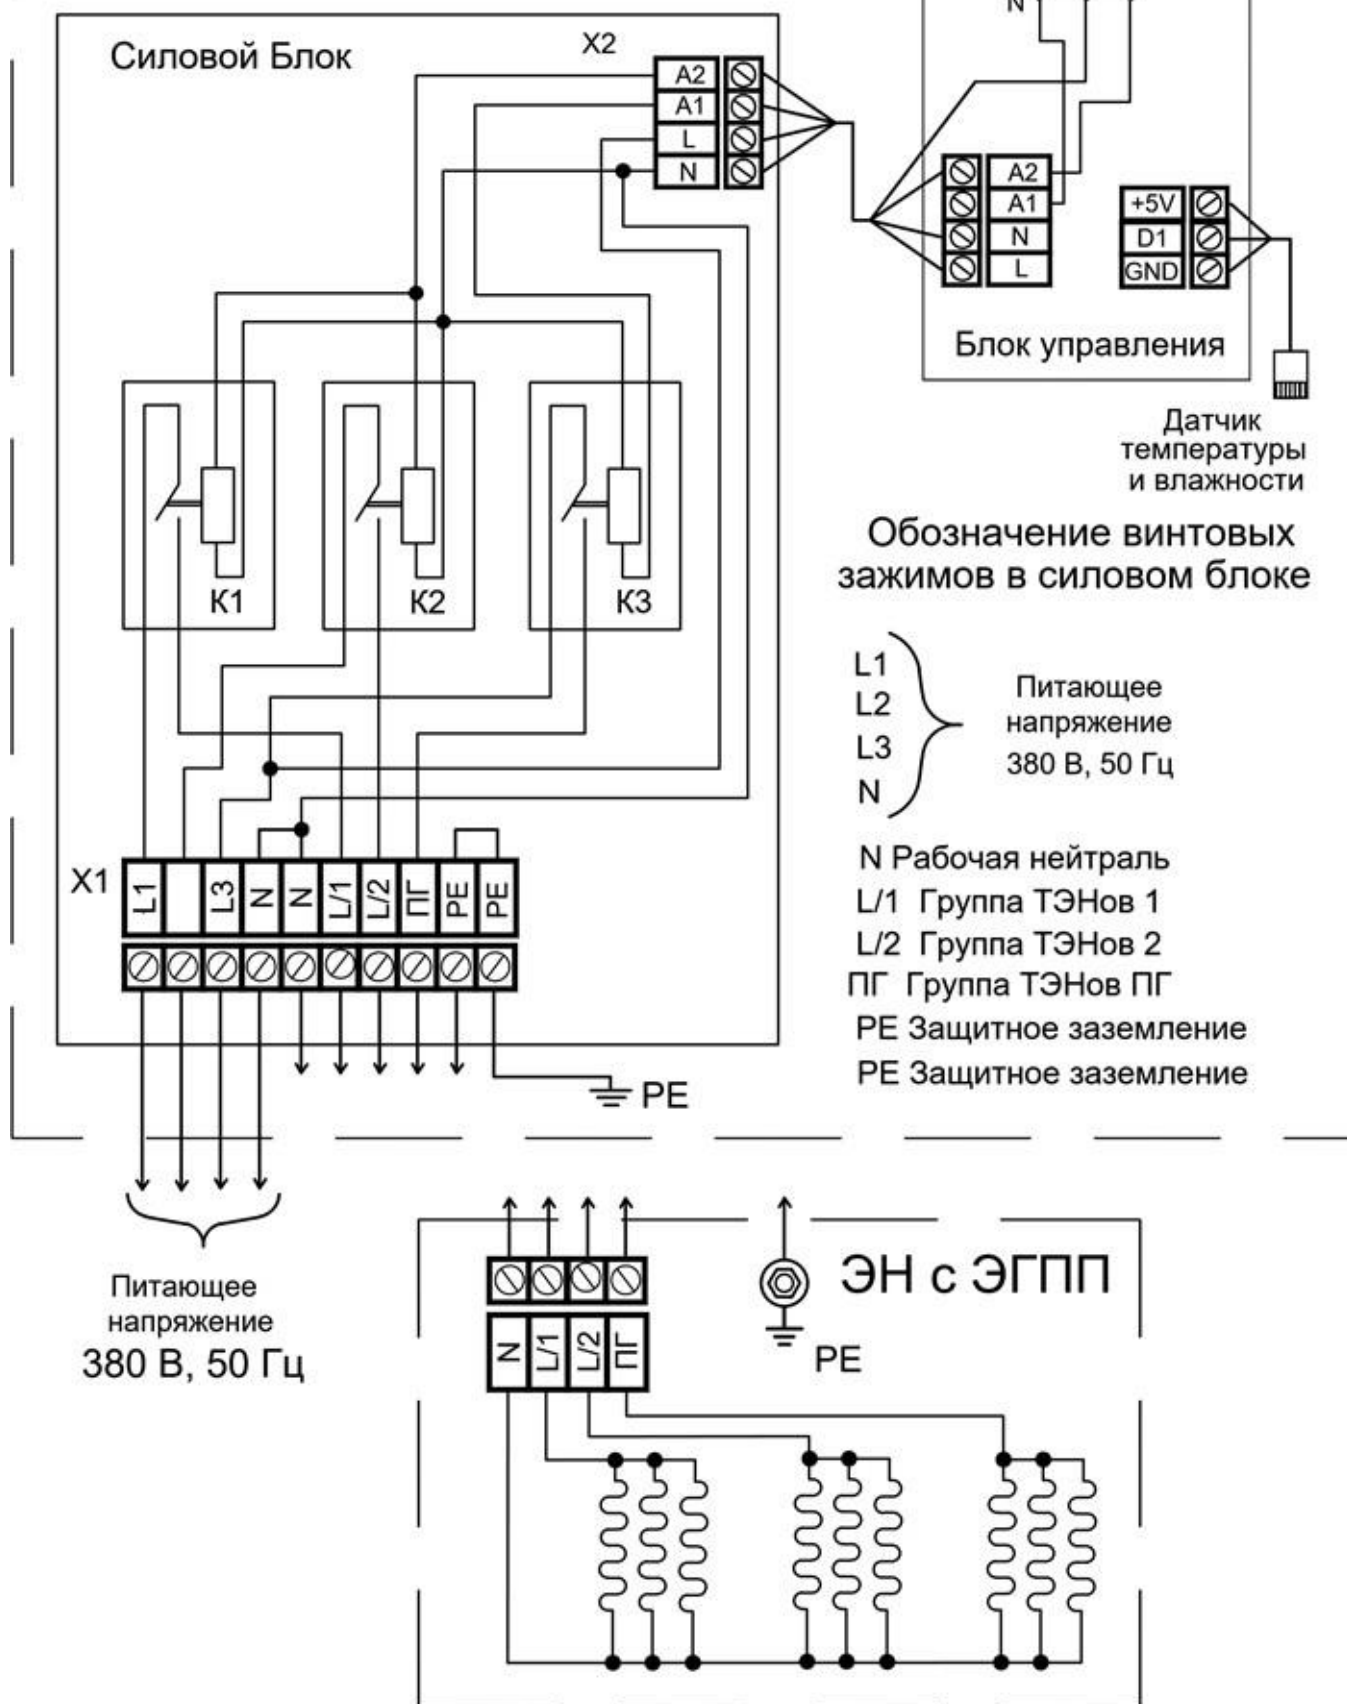 N
Силовой Блок
X2
A2
A1
L
N
A2
A1
N
L
+5V
D1
GND
Блок управления
Датчик
температуры
и влажности
Обозначение винтовых
зажимов в силовом блоке
К1
К2
К3
L1
L2
L3
N
Питающее
напряжение
380 В, 50 Гц
N Рабочая нейтраль
L/1 Группа ТЭНов 1
L/2 Группа ТЭНов 2
ПГ Группа ТЭНов ПГ
PE Защитное заземление
PE Защитное заземление
X1
L1
L3
N
N
L/1
L/2
ПГ
PE
PE
PE
Питающее
напряжение
380 В, 50 Гц
ЭН с ЭГПП
N
L/1
L/2
ПГ
PE